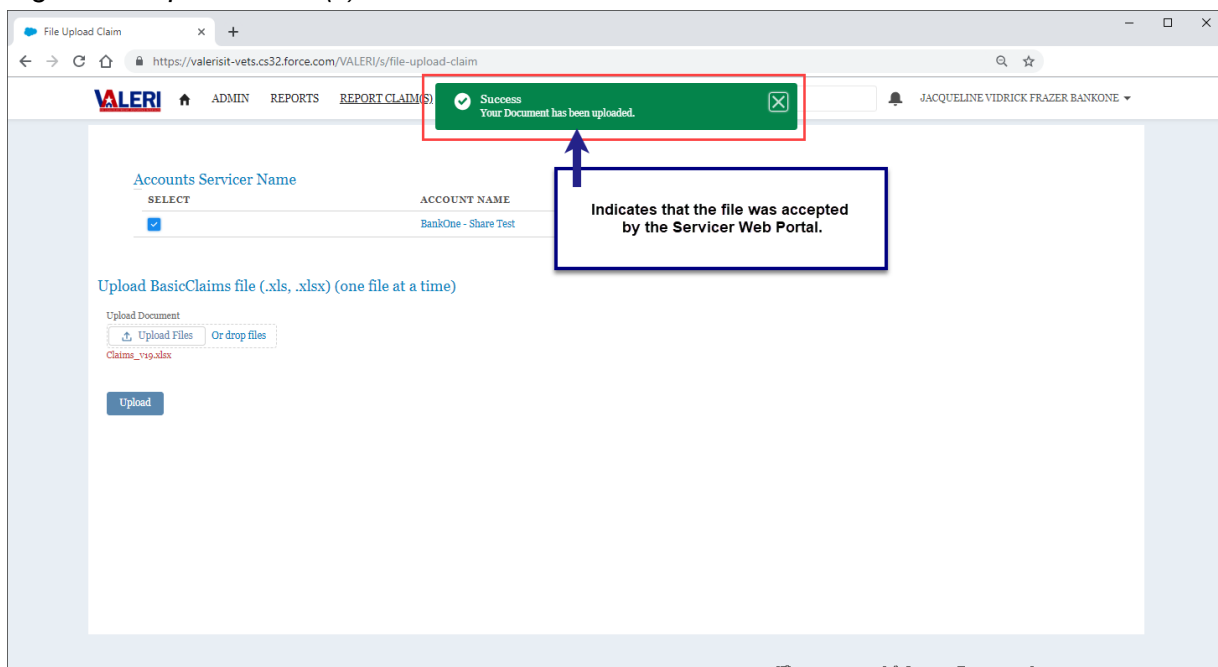 File Upload Claim
https://valerisit-vets.cs32.force.com/VALERI/s/file-upload-claim
VALERI ADMIN REPORTS REPORT CLAIM(S) JACQUELINE VIDRICK FRAZER BANKONE
Success
Your Document has been uploaded.
Indicates that the file was accepted
by the Servicer Web Portal.
Accounts Servicer Name
SELECT ACCOUNT NAME
BankOne - Share Test
Upload BasicClaims file (.xls, .xlsx) (one file at a time)
Upload Document
Upload Files Or drop files
Claims_v19.xlsx
Upload